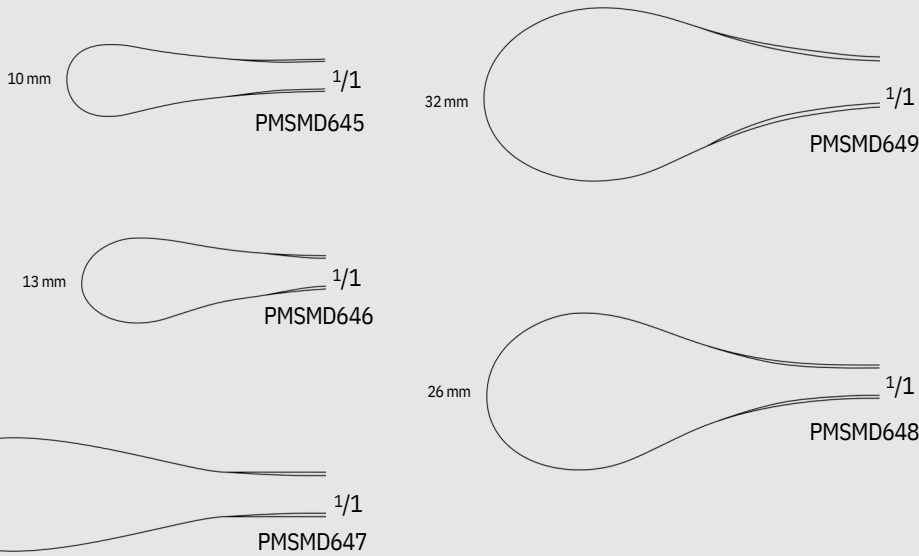 10 mm
1/1
PMSMD645
32 mm
1/1
PMSMD649
13 mm
1/1
PMSMD646
26 mm
1/1
PMSMD648
1/1
PMSMD647